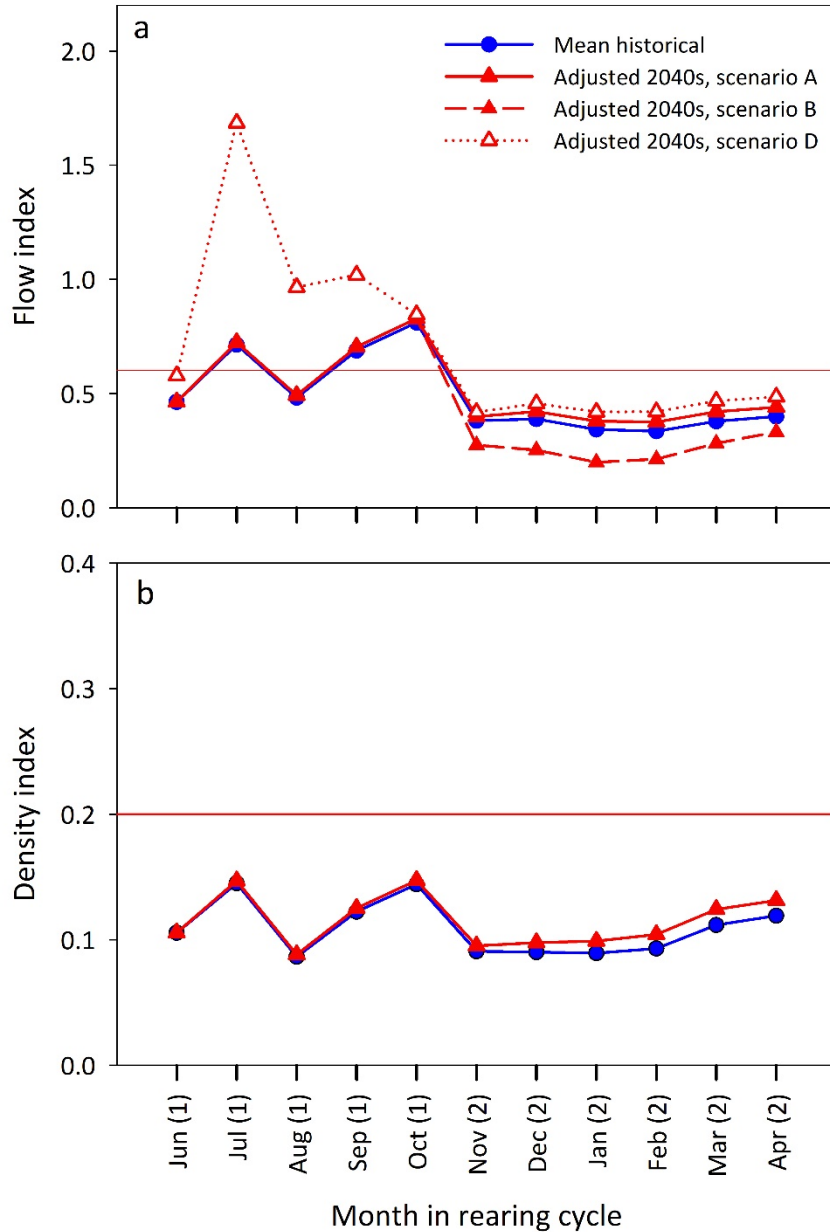 a
2.0
1.5
1.0
0.5
0.0
Flow index
Mean historical
Adjusted 2040s, scenario A
Adjusted 2040s, scenario B
Adjusted 2040s, scenario D
b
0.4
0.3
0.2
0.1
0.0
Density index
Jun (1)
Jul (1)
Aug (1)
Sep (1)
Oct (1)
Nov (2)
Dec (2)
Jan (2)
Feb (2)
Mar (2)
Apr (2)
Month in rearing cycle